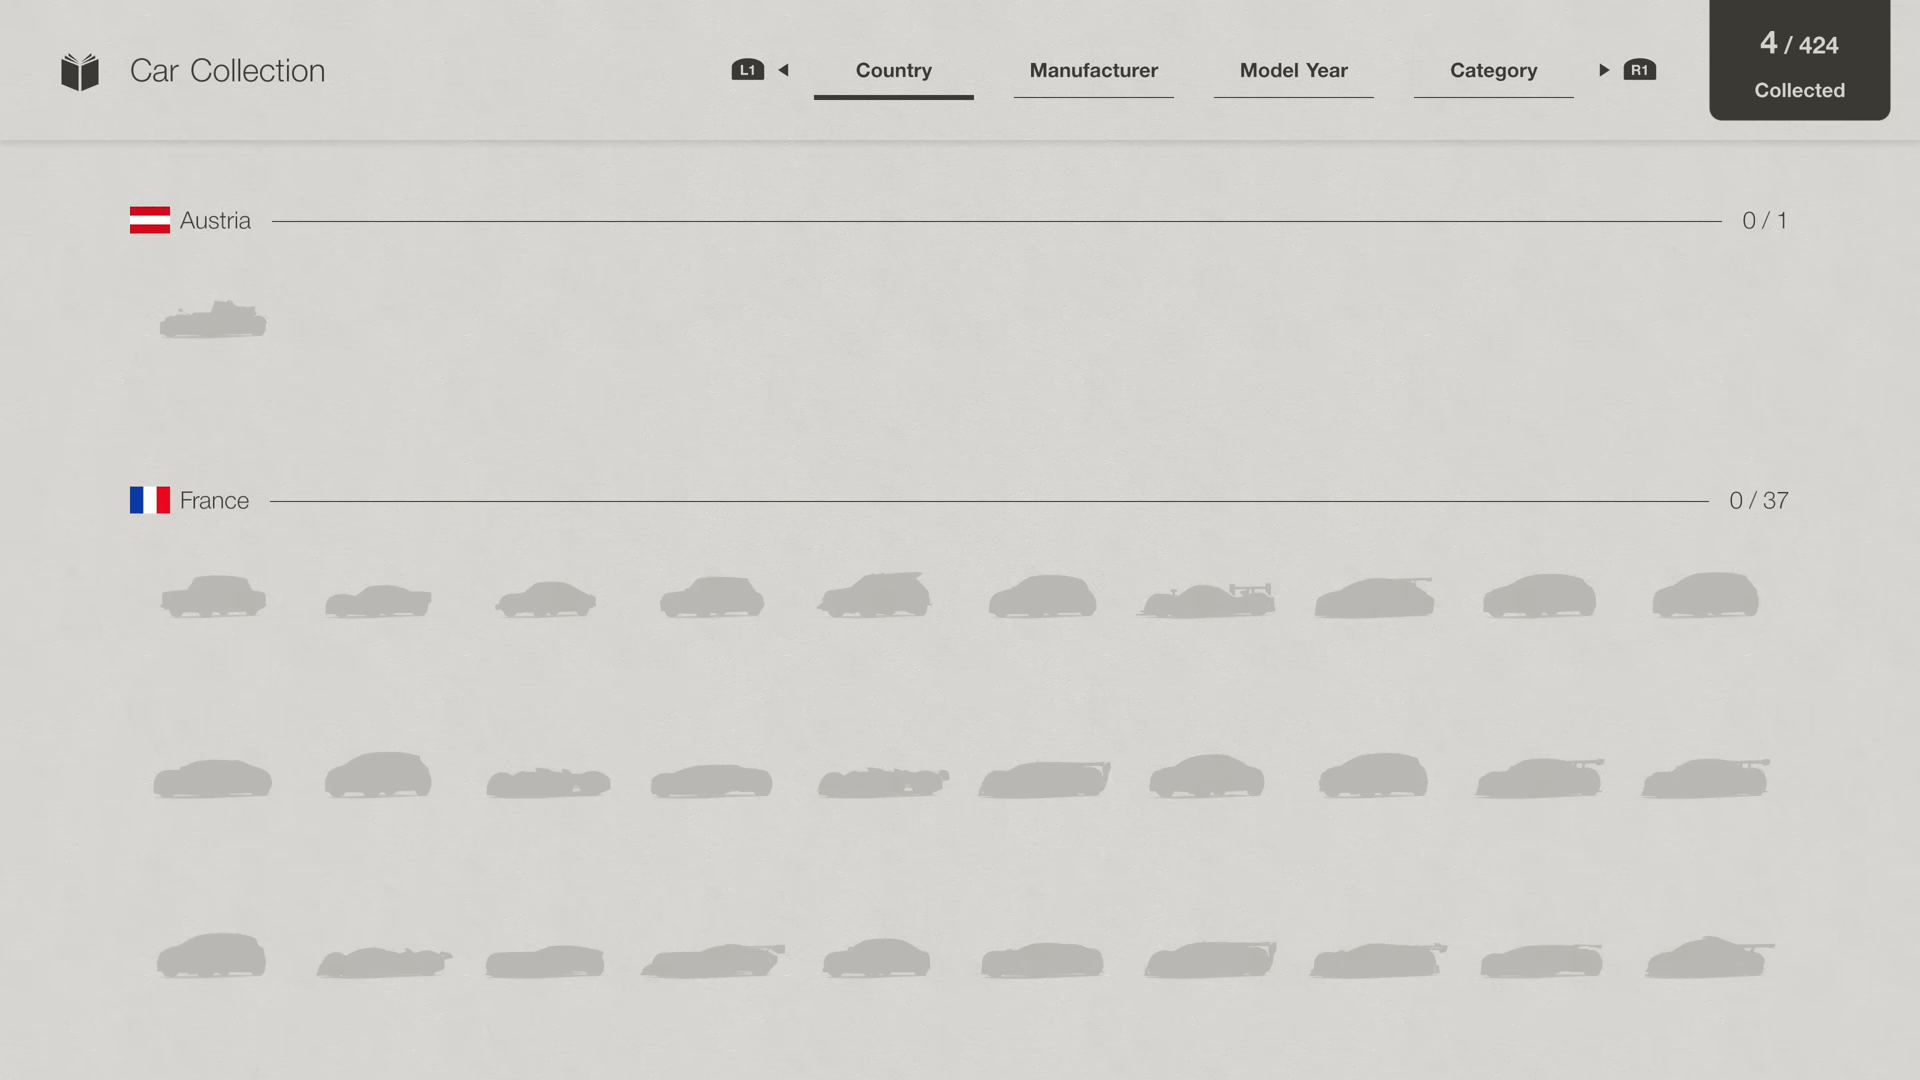 Car Collection
L1
Country
Manufacturer
Model Year
Category
R1
4 / 424
Collected
Austria
0 / 1
France
0 / 37